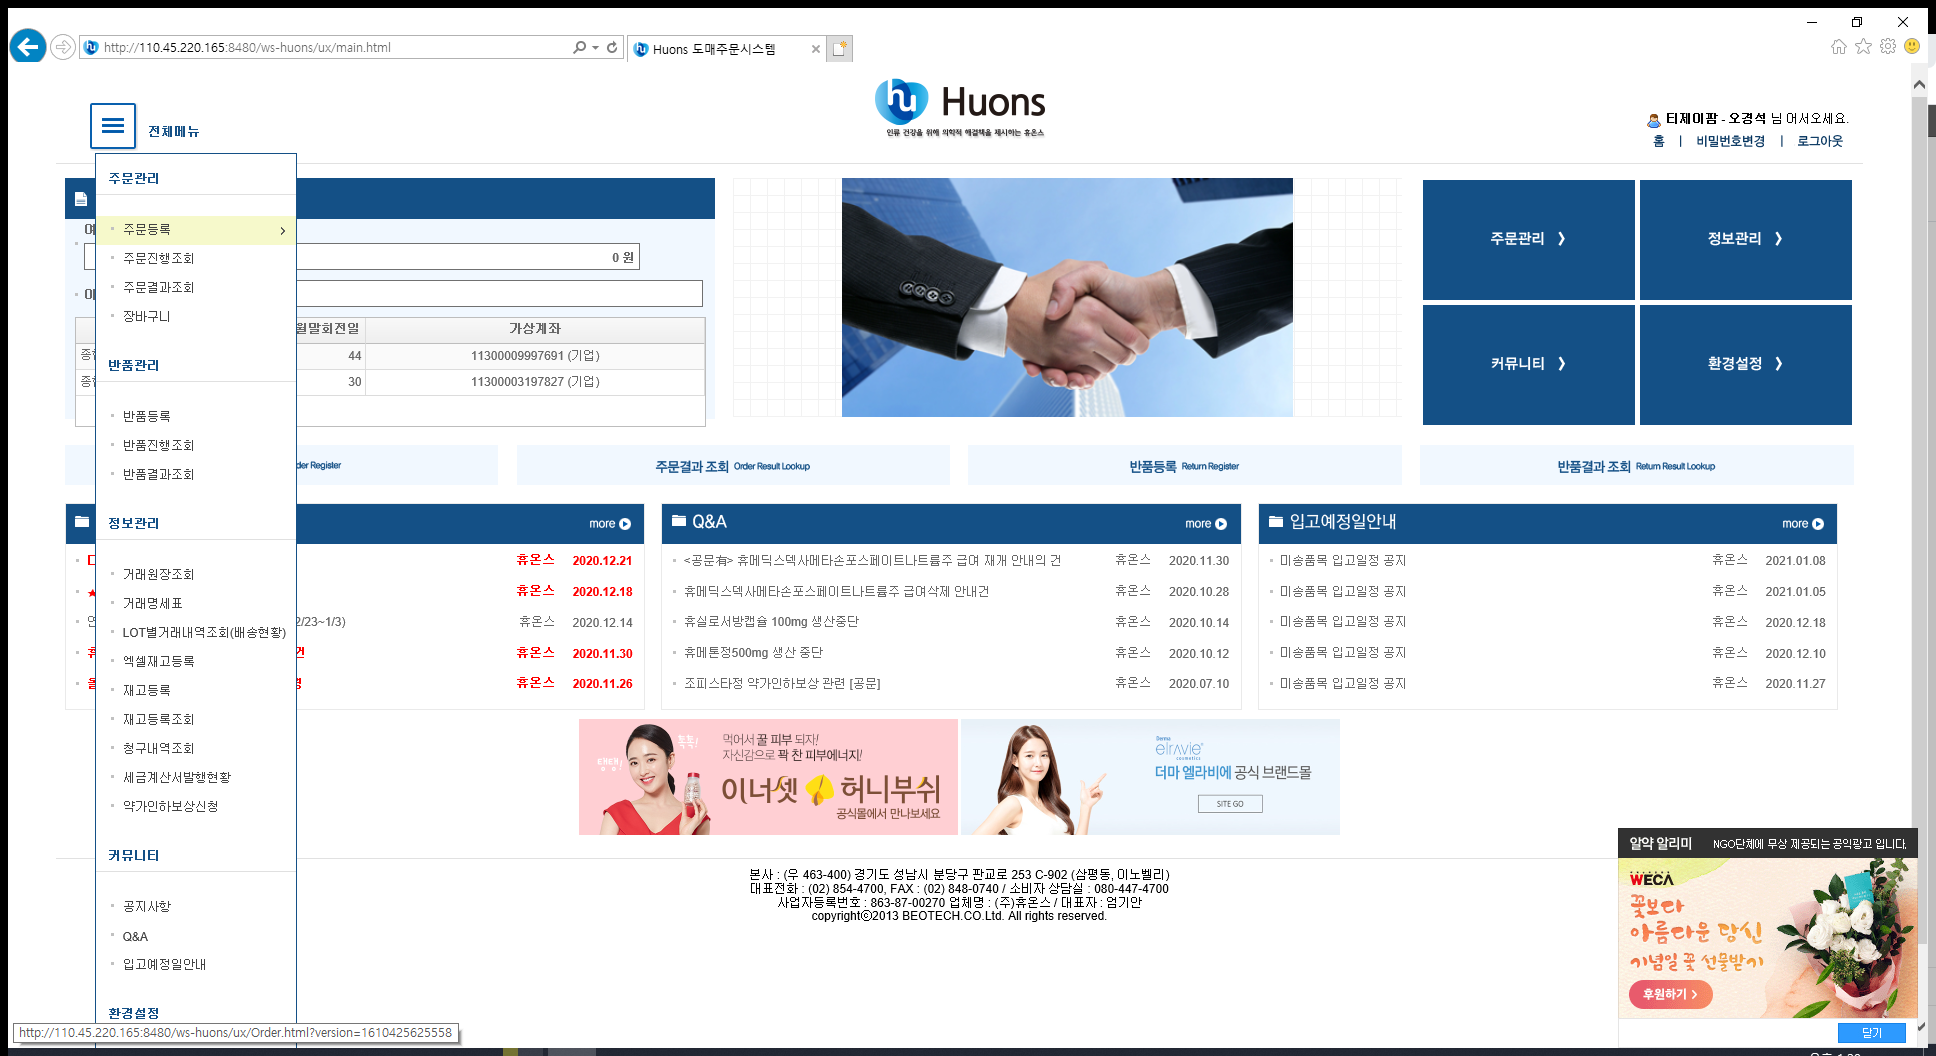 http://110.45.220.165:8480/ws-huons/ux/main.html
Huons 도매주문시스템
전체메뉴
hu Huons
인류 건강을 위해 의학적 해결책을 제시하는 휴온스
티제이팜 - 오경석 님 어서오세요.
홈 | 비밀번호변경 | 로그아웃
주문관리
주문등록
주문진행조회
주문결과조회
장바구니
반품관리
반품등록
반품진행조회
반품결과조회
정보관리
거래원장조회
거래명세표
LOT별거래내역조회(배송현황)
엑셀재고등록
재고등록
재고등록조회
청구내역조회
세금계산서발행현황
약가인하보상신청
커뮤니티
공지사항
Q&A
입고예정일안내
환경설정
0 원
월말회전일 가상계좌
44 11300009997691 (기업)
30 11300003197827 (기업)
주문관리 》
정보관리 》
커뮤니티 》
환경설정 》
der Register
주문결과 조회 Order Result Lookup
반품등록 Return Register
반품결과 조회 Return Result Lookup
more
휴온스 2020.12.21
★ 휴온스 2020.12.18
2/23~1/3) 휴온스 2020.12.14
건 휴온스 2020.11.30
휴온스 2020.11.26
Q&A more
<공문有> 휴메딕스덱사메타손포스페이트나트륨주 급여 재개 안내의 건 휴온스 2020.11.30
휴메딕스덱사메타손포스페이트나트륨주 급여삭제 안내건 휴온스 2020.10.28
휴실로서방캡슐 100mg 생산중단 휴온스 2020.10.14
휴메톤정500mg 생산 중단 휴온스 2020.10.12
조피스타정 약가인하보상 관련 [공문] 휴온스 2020.07.10
입고예정일안내 more
미송품목 입고일정 공지 휴온스 2021.01.08
미송품목 입고일정 공지 휴온스 2021.01.05
미송품목 입고일정 공지 휴온스 2020.12.18
미송품목 입고일정 공지 휴온스 2020.12.10
미송품목 입고일정 공지 휴온스 2020.11.27
탱탱! 톡톡!
먹어서 꿀 피부 되자!
자신감으로 꽉 찬 피부에너지!
이너셋 허니부쉬
공식몰에서 만나보세요
Derma
elravie
cosmetics
더마 엘라비에 공식 브랜드몰
SITE GO
본사 : (우 463-400) 경기도 성남시 분당구 판교로 253 C-902 (삼평동, 이노벨리)
대표전화 : (02) 854-4700, FAX : (02) 848-0740 / 소비자 상담실 : 080-447-4700
사업자등록번호 : 863-87-00270 업체명 : (주)휴온스 / 대표자 : 엄기안
copyrightⓒ2013 BEOTECH.CO.Ltd. All rights reserved.
알약 알리미 NGO단체에 무상 제공되는 공익광고 입니다.
WECA
꽃보다
아름다운 당신
기념일 꽃 선물받기
후원하기 >
닫기
http://110.45.220.165:8480/ws-huons/ux/Order.html?version=1610425625558